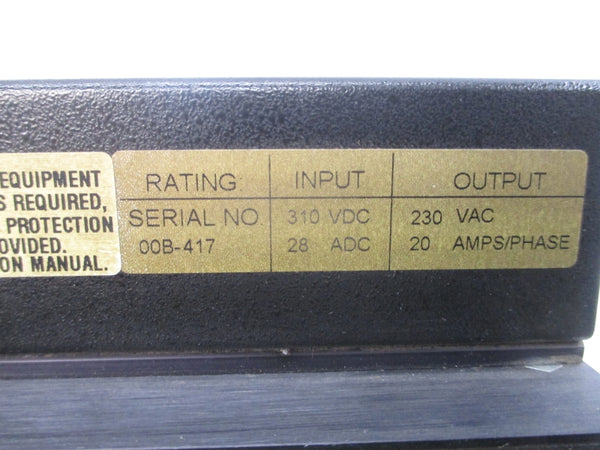 EQUIPMENT
S REQUIRED,
PROTECTION
OVIDED.
ON MANUAL.
RATING: INPUT OUTPUT
SERIAL NO. 310 VDC 230 VAC
00B-417 28 ADC 20 AMPS/PHASE